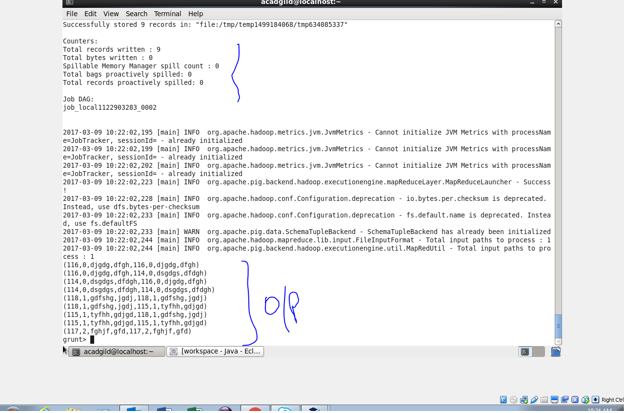 acadgild@localhost:~
File Edit View Search Terminal Help
Successfully stored 9 records in: "file:/tmp/temp1499184068/tmp634085337"
Counters:
Total records written : 9
Total bytes written : 0
Spillable Memory Manager spill count : 0
Total bags proactively spilled: 0
Total records proactively spilled: 0
Job DAG:
job_local1122903283_0002
2017-03-09 10:22:02,195 [main] INFO  org.apache.hadoop.metrics.jvm.JvmMetrics - Cannot initialize JVM Metrics with processNam
e=JobTracker, sessionId= - already initialized
2017-03-09 10:22:02,199 [main] INFO  org.apache.hadoop.metrics.jvm.JvmMetrics - Cannot initialize JVM Metrics with processNam
e=JobTracker, sessionId= - already initialized
2017-03-09 10:22:02,202 [main] INFO  org.apache.hadoop.metrics.jvm.JvmMetrics - Cannot initialize JVM Metrics with processNam
e=JobTracker, sessionId= - already initialized
2017-03-09 10:22:02,223 [main] INFO  org.apache.pig.backend.hadoop.executionengine.mapReduceLayer.MapReduceLauncher - Success
!
2017-03-09 10:22:02,228 [main] INFO  org.apache.hadoop.conf.Configuration.deprecation - io.bytes.per.checksum is deprecated.
Instead, use dfs.bytes-per-checksum
2017-03-09 10:22:02,233 [main] INFO  org.apache.hadoop.conf.Configuration.deprecation - fs.default.name is deprecated. Instea
d, use fs.defaultFS
2017-03-09 10:22:02,233 [main] WARN  org.apache.pig.data.SchemaTupleBackend - SchemaTupleBackend has already been initialized
2017-03-09 10:22:02,244 [main] INFO  org.apache.hadoop.mapreduce.lib.input.FileInputFormat - Total input paths to process : 1
2017-03-09 10:22:02,244 [main] INFO  org.apache.pig.backend.hadoop.executionengine.util.MapRedUtil - Total input paths to pro
cess : 1
(116,0,djgdg,dfgh,116,0,djgdg,dfgh)
(116,0,djgdg,dfgh,114,0,dsgdgs,dfdgh)
(114,0,dsgdgs,dfdgh,116,0,djgdg,dfgh)
(114,0,dsgdgs,dfdgh,114,0,dsgdgs,dfdgh)
(118,1,gdfshg,jgdj,118,1,gdfshg,jgdj)
(118,1,gdfshg,jgdj,115,1,tyfhh,gdjgd)
(115,1,tyfhh,gdjgd,118,1,gdfshg,jgdj)
(115,1,tyfhh,gdjgd,115,1,tyfhh,gdjgd)
(117,2,fghjf,gfd,117,2,fghjf,gfd)
O/P
grunt>
acadgild@localhost:~ [workspace - Java - Ecl...
Right Ctrl